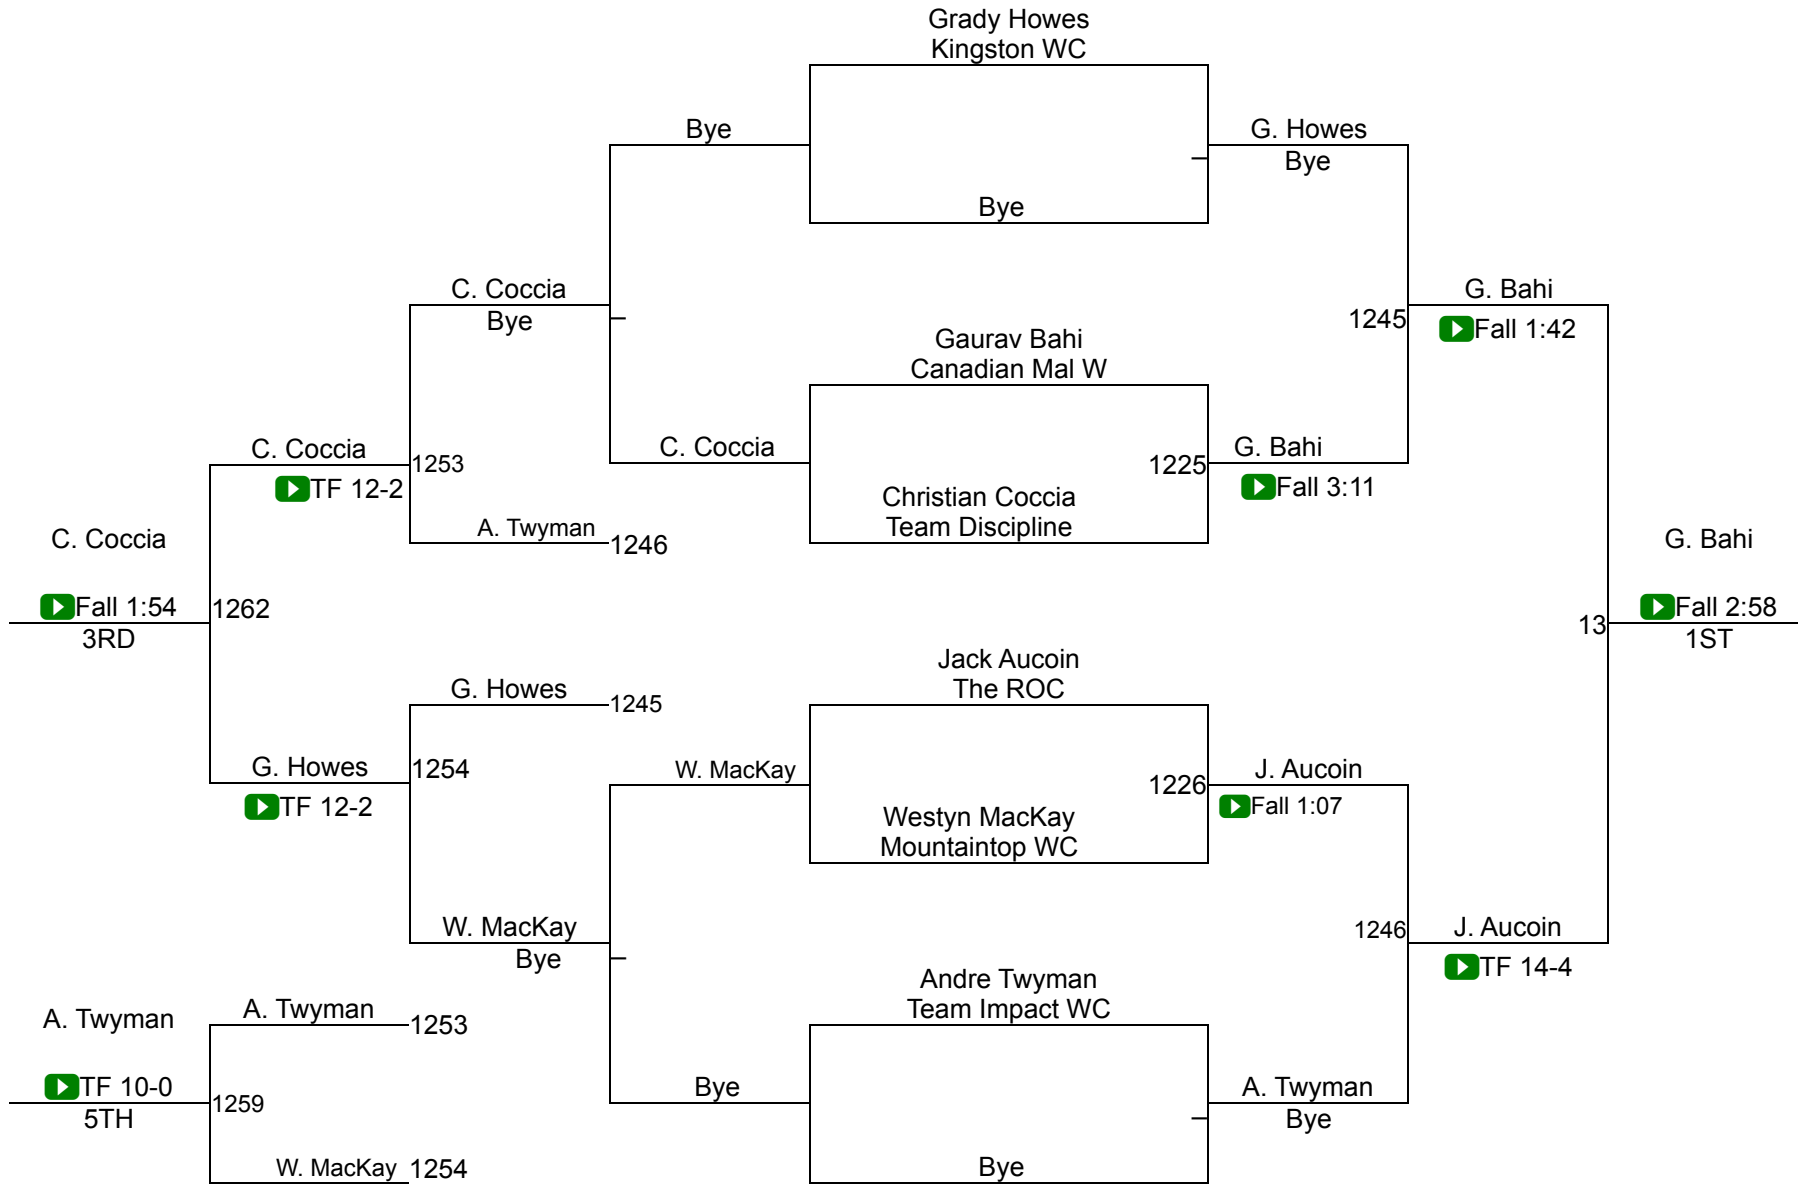 Grady Howes
Kingston WC
Bye
G. Howes
Bye
Bye
C. Coccia
Bye
G. Bahi
1245
Fall 1:42
Gaurav Bahi
Canadian Mal W
C. Coccia
1253
TF 12-2
C. Coccia
1225
G. Bahi
Fall 3:11
Christian Coccia
Team Discipline
A. Twyman
1246
C. Coccia
Fall 1:54
3RD
1262
G. Bahi
13
Fall 2:58
1ST
Jack Aucoin
The ROC
G. Howes
1245
G. Howes
1254
TF 12-2
W. MacKay
1226
J. Aucoin
Fall 1:07
Westyn MacKay
Mountaintop WC
W. MacKay
Bye
1246
J. Aucoin
TF 14-4
Andre Twyman
Team Impact WC
A. Twyman
A. Twyman
1253
TF 10-0
5TH
1259
Bye
A. Twyman
Bye
W. MacKay
1254
Bye